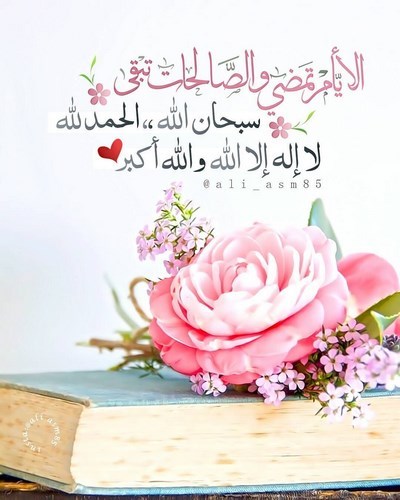 الأيام تمضي والصالحات تبقى
سبحان الله ،، الحمد لله
لا إله إلا الله والله أكبر
@ali_asm85